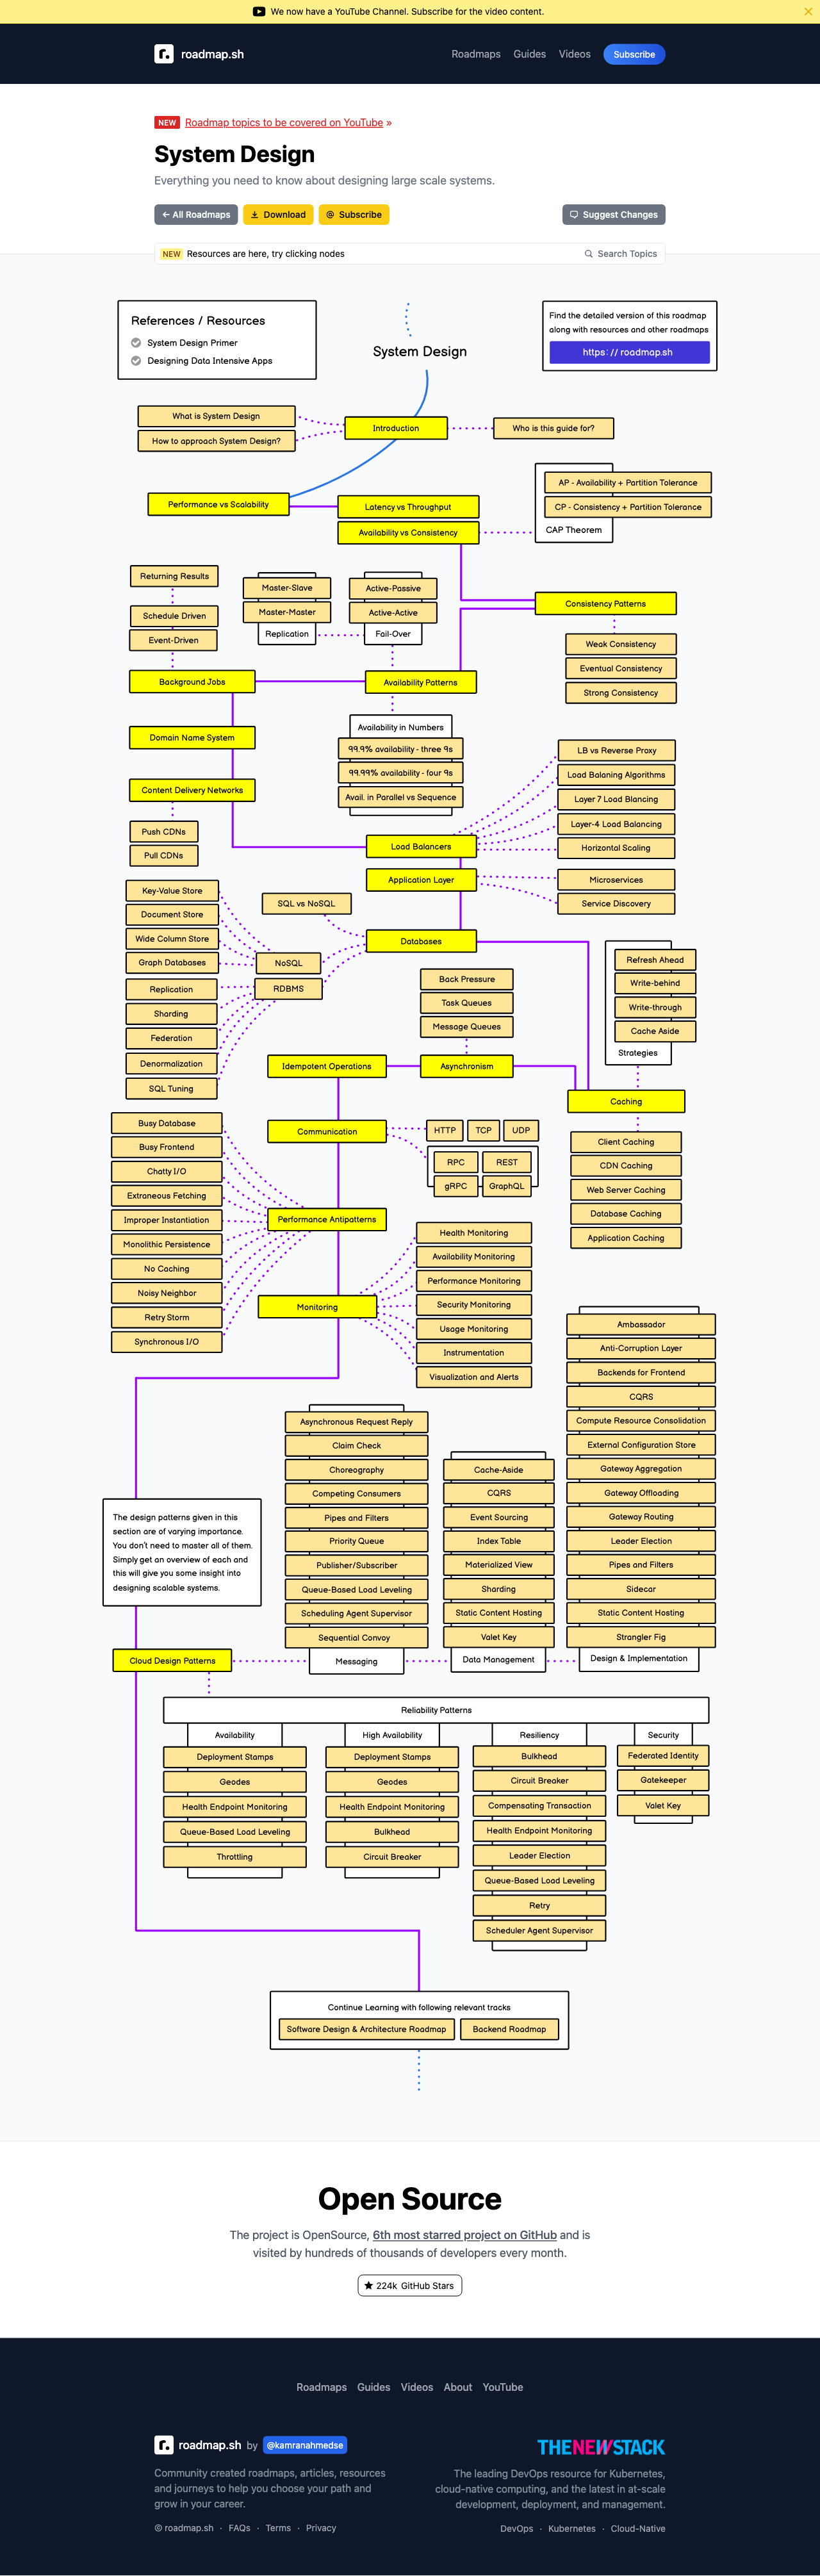 We now have a YouTube Channel. Subscribe for the video content.
roadmap.sh
Roadmaps Guides Videos Subscribe
NEW Roadmap topics to be covered on YouTube »
System Design
Everything you need to know about designing large scale systems.
← All Roadmaps Download Subscribe Suggest Changes
NEW Resources are here, try clicking nodes Search Topics
References / Resources
System Design Primer
Designing Data Intensive Apps
System Design
Find the detailed version of this roadmap
along with resources and other roadmaps
https: // roadmap.sh
What is System Design
How to approach System Design?
Introduction
Who is this guide for?
Performance vs Scalability
Latency vs Throughput
Availability vs Consistency
AP - Availability + Partition Tolerance
CP - Consistency + Partition Tolerance
CAP Theorem
Returning Results
Schedule Driven
Event-Driven
Master-Slave
Master-Master
Replication
Active-Passive
Active-Active
Fail-Over
Consistency Patterns
Weak Consistency
Eventual Consistency
Strong Consistency
Background Jobs
Availability Patterns
Domain Name System
Availability in Numbers
99.9% availability - three 9s
99.99% availability - four 9s
Avail. in Parallel vs Sequence
Content Delivery Networks
Push CDNs
Pull CDNs
LB vs Reverse Proxy
Load Balaning Algorithms
Layer 7 Load Blancing
Layer-4 Load Balancing
Horizontal Scaling
Load Balancers
Application Layer
Microservices
Service Discovery
Key-Value Store
Document Store
Wide Column Store
Graph Databases
SQL vs NoSQL
Databases
NoSQL
RDBMS
Replication
Sharding
Federation
Denormalization
SQL Tuning
Back Pressure
Task Queues
Message Queues
Refresh Ahead
Write-behind
Write-through
Cache Aside
Strategies
Idempotent Operations
Asynchronism
Caching
Busy Database
Busy Frontend
Chatty I/O
Extraneous Fetching
Improper Instantiation
Monolithic Persistence
No Caching
Noisy Neighbor
Retry Storm
Synchronous I/O
Communication
HTTP TCP UDP
RPC REST
gRPC GraphQL
Client Caching
CDN Caching
Web Server Caching
Database Caching
Application Caching
Performance Antipatterns
Monitoring
Health Monitoring
Availability Monitoring
Performance Monitoring
Security Monitoring
Usage Monitoring
Instrumentation
Visualization and Alerts
Ambassador
Anti-Corruption Layer
Backends for Frontend
CQRS
Compute Resource Consolidation
External Configuration Store
Gateway Aggregation
Gateway Offloading
Gateway Routing
Leader Election
Pipes and Filters
Sidecar
Static Content Hosting
Strangler Fig
Design & Implementation
Asynchronous Request Reply
Claim Check
Choreography
Competing Consumers
Pipes and Filters
Priority Queue
Publisher/Subscriber
Queue-Based Load Leveling
Scheduling Agent Supervisor
Sequential Convoy
Messaging
Cache-Aside
CQRS
Event Sourcing
Index Table
Materialized View
Sharding
Static Content Hosting
Valet Key
Data Management
The design patterns given in this
section are of varying importance.
You don't need to master all of them.
Simply get an overview of each and
this will give you some insight into
designing scalable systems.
Cloud Design Patterns
Reliability Patterns
Availability
Deployment Stamps
Geodes
Health Endpoint Monitoring
Queue-Based Load Leveling
Throttling
High Availability
Deployment Stamps
Geodes
Health Endpoint Monitoring
Bulkhead
Circuit Breaker
Resiliency
Bulkhead
Circuit Breaker
Compensating Transaction
Health Endpoint Monitoring
Leader Election
Queue-Based Load Leveling
Retry
Scheduler Agent Supervisor
Security
Federated Identity
Gatekeeper
Valet Key
Continue Learning with following relevant tracks
Software Design & Architecture Roadmap Backend Roadmap
Open Source
The project is OpenSource, 6th most starred project on GitHub and is
visited by hundreds of thousands of developers every month.
224k GitHub Stars
Roadmaps Guides Videos About YouTube
roadmap.sh by @kamranahmedse
Community created roadmaps, articles, resources
and journeys to help you choose your path and
grow in your career.
© roadmap.sh · FAQs · Terms · Privacy
THENEWSTACK
The leading DevOps resource for Kubernetes,
cloud-native computing, and the latest in at-scale
development, deployment, and management.
DevOps · Kubernetes · Cloud-Native